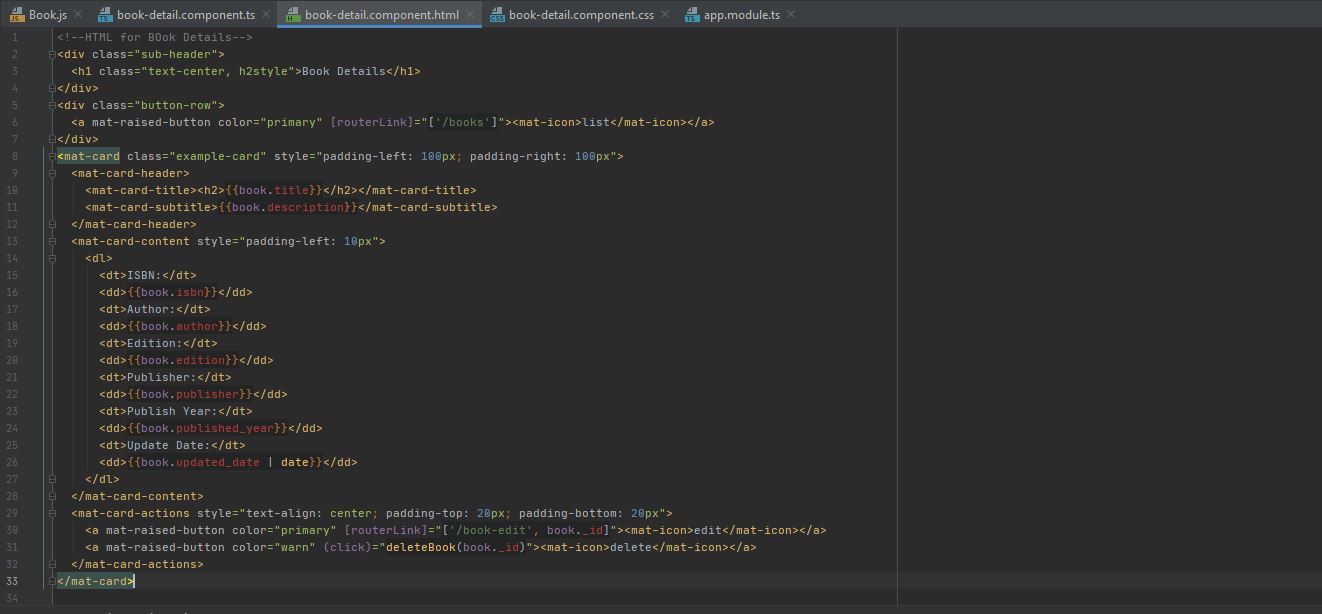 Book.js
book-detail.component.ts
book-detail.component.html
book-detail.component.css
app.module.ts
1 <!--HTML for BOok Details-->
2 <div class="sub-header">
3 <h1 class="text-center, h2style">Book Details</h1>
4 </div>
5 <div class="button-row">
6 <a mat-raised-button color="primary" [routerLink]="['/books']"><mat-icon>list</mat-icon></a>
7 </div>
8 <mat-card class="example-card" style="padding-left: 100px; padding-right: 100px">
9 <mat-card-header>
10 <mat-card-title><h2>{{book.title}}</h2></mat-card-title>
11 <mat-card-subtitle>{{book.description}}</mat-card-subtitle>
12 </mat-card-header>
13 <mat-card-content style="padding-left: 10px">
14 <dl>
15 <dt>ISBN:</dt>
16 <dd>{{book.isbn}}</dd>
17 <dt>Author:</dt>
18 <dd>{{book.author}}</dd>
19 <dt>Edition:</dt>
20 <dd>{{book.edition}}</dd>
21 <dt>Publisher:</dt>
22 <dd>{{book.publisher}}</dd>
23 <dt>Publish Year:</dt>
24 <dd>{{book.published_year}}</dd>
25 <dt>Update Date:</dt>
26 <dd>{{book.updated_date | date}}</dd>
27 </dl>
28 </mat-card-content>
29 <mat-card-actions style="text-align: center; padding-top: 20px; padding-bottom: 20px">
30 <a mat-raised-button color="primary" [routerLink]="['/book-edit', book._id]"><mat-icon>edit</mat-icon></a>
31 <a mat-raised-button color="warn" (click)="deleteBook(book._id)"><mat-icon>delete</mat-icon></a>
32 </mat-card-actions>
33 </mat-card>
34